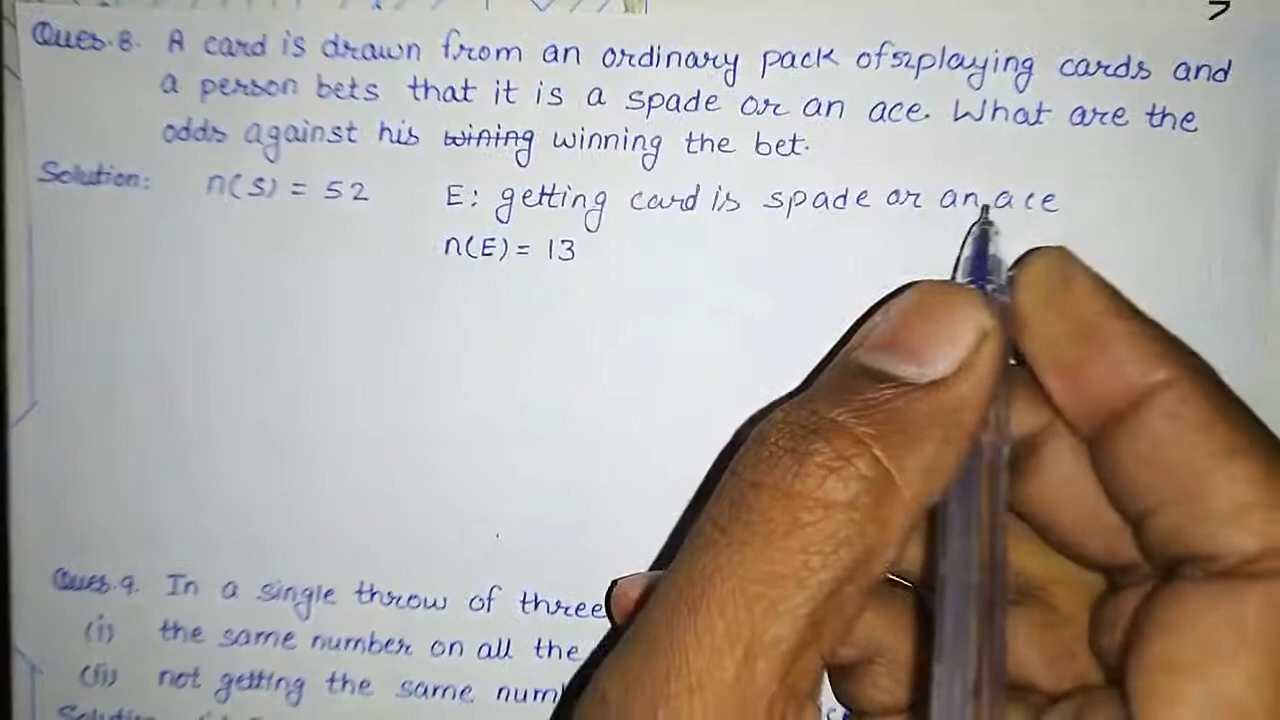 Ques.8. A card is drawn from an ordinary pack of 52 playing cards and
a person bets that it is a spade or an ace. What are the
odds against his wining winning the bet.
Solution: n(S) = 52 E: getting card is spade or an ace
n(E) = 13
Ques.9. In a single throw of three
(i) the same number on all the
(ii) not getting the same num